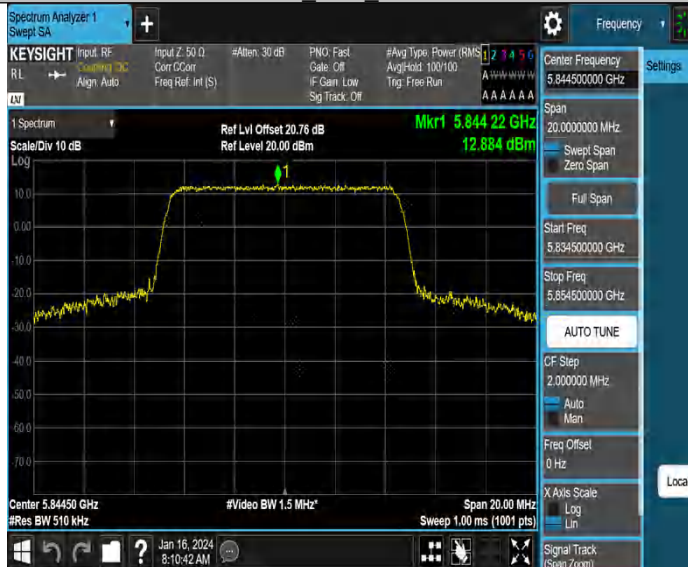 Spectrum Analyzer 1
Swept SA
Frequency
KEYSIGHT Input: RF Input Z: 50 Ω #Atten: 30 dB PNO: Fast #Avg Type: Power (RMS 1 2 3 4 5 6
RL Coupling: DC Corr CCorr Gate: Off Avg|Hold: 100/100 A W W W W W
Align: Auto Freq Ref: Int (S) IF Gain: Low Trig: Free Run
Sig Track: Off A A A A A A
LXI
1 Spectrum
Scale/Div 10 dB
Log
Ref Lvl Offset 20.76 dB
Ref Level 20.00 dBm
Mkr1 5.844 22 GHz
12.884 dBm
1
10.0
0.00
-10.0
-20.0
-30.0
-40.0
-50.0
-60.0
-70.0
Center 5.84450 GHz #Video BW 1.5 MHz* Span 20.00 MHz
#Res BW 510 kHz Sweep 1.00 ms (1001 pts)
Jan 16, 2024
8:10:42 AM
Center Frequency
5.844500000 GHz
Settings
Span
20.0000000 MHz
Swept Span
Zero Span
Full Span
Start Freq
5.834500000 GHz
Stop Freq
5.854500000 GHz
AUTO TUNE
CF Step
2.000000 MHz
Auto
Man
Freq Offset
0 Hz
X Axis Scale
Log
Lin
Loca
Signal Track
(Span Zoom)